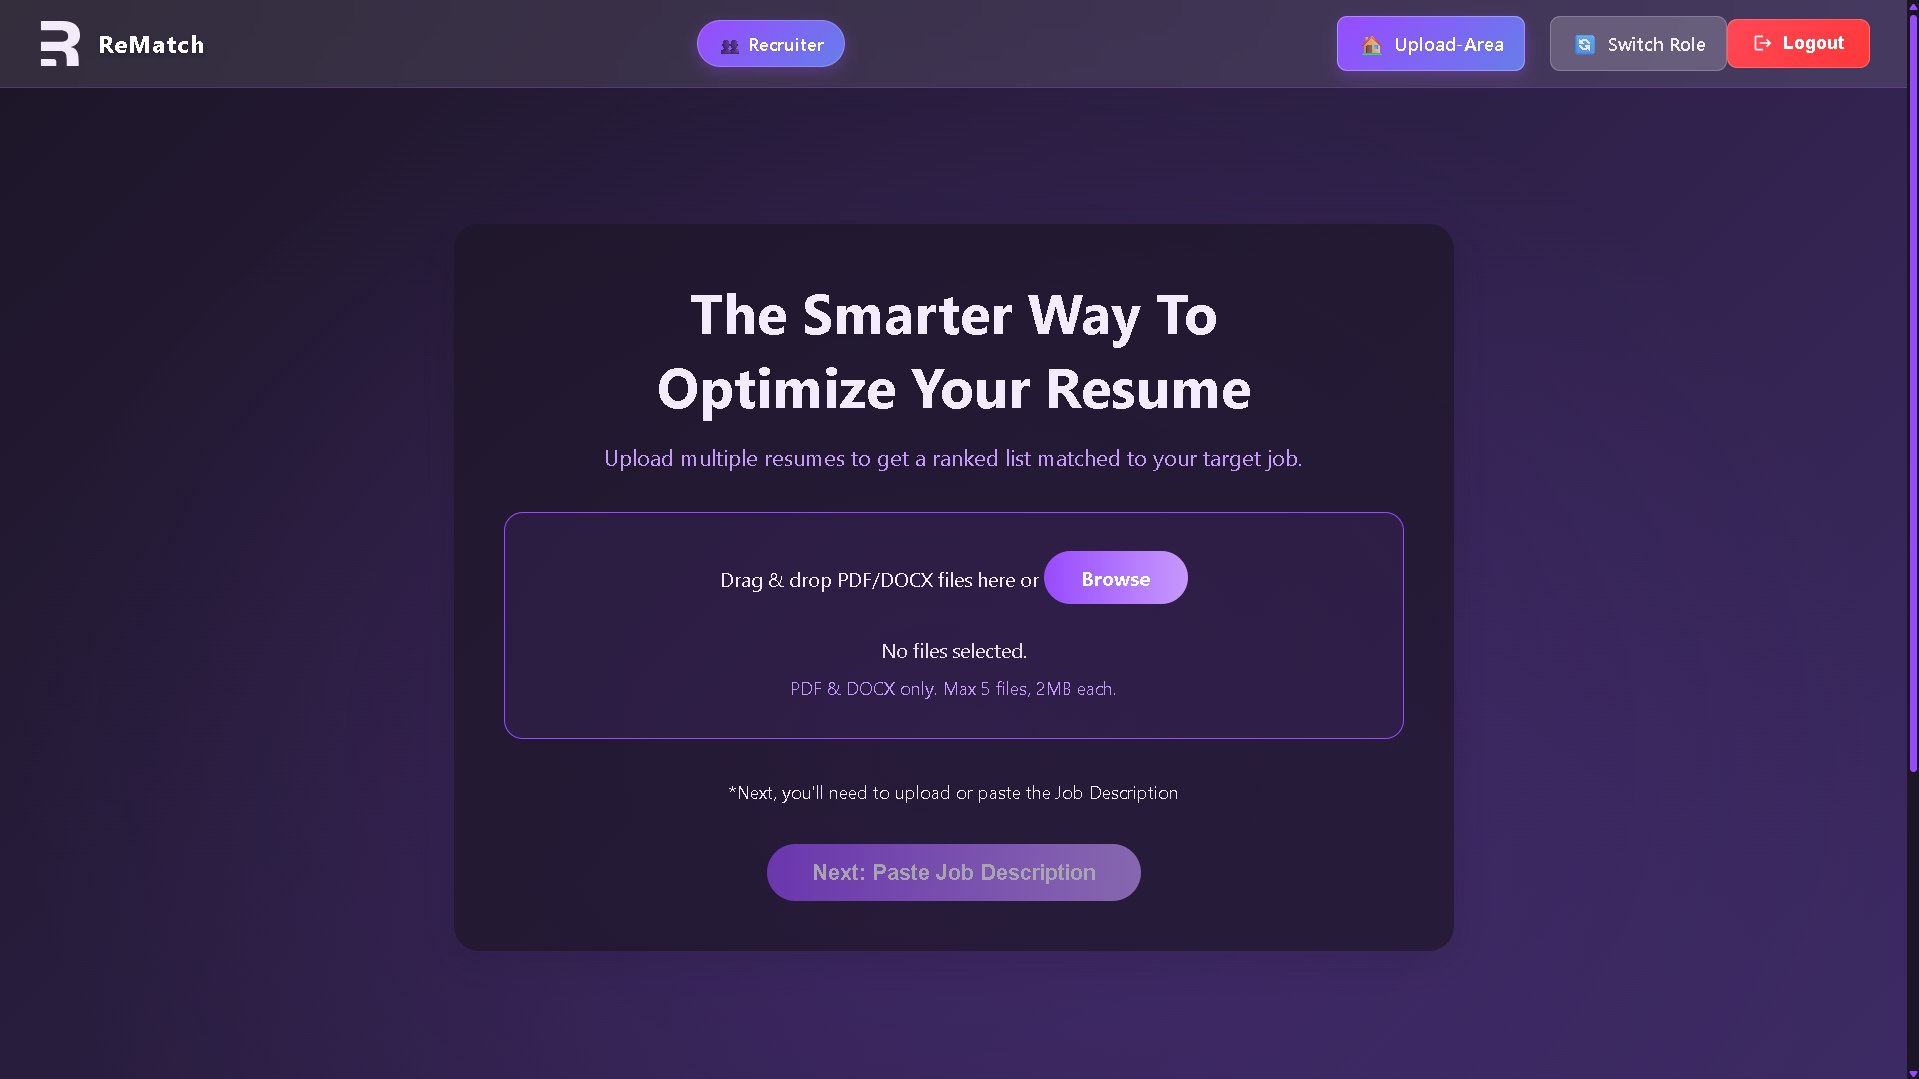 ReMatch
Recruiter
Upload-Area
Switch Role
Logout
The Smarter Way To
Optimize Your Resume
Upload multiple resumes to get a ranked list matched to your target job.
Drag & drop PDF/DOCX files here or Browse
No files selected.
PDF & DOCX only. Max 5 files, 2MB each.
*Next, you'll need to upload or paste the Job Description
Next: Paste Job Description